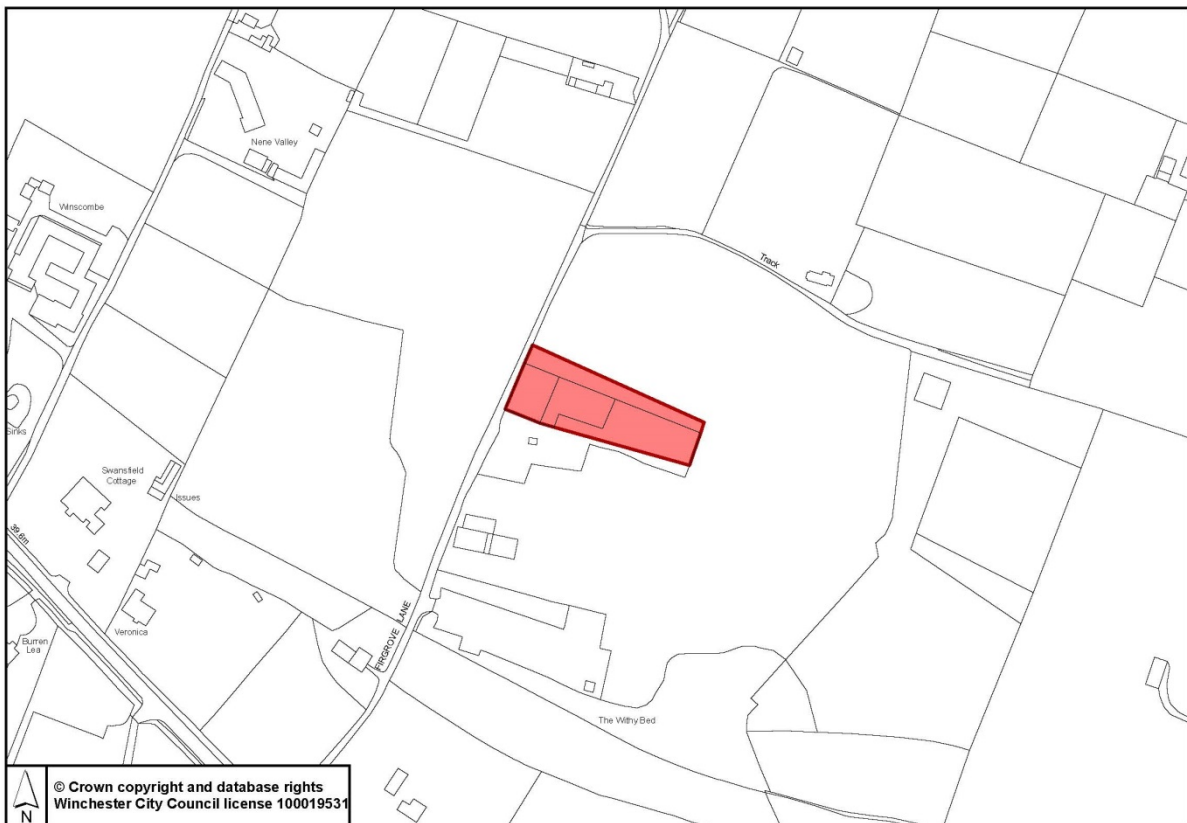 Nene Valley
Winscombe
Track
Sinks
Swansfield
Cottage
Issues
39.6m
FIRGROVE LANE
Veronica
Burren
Lea
The Withy Bed
© Crown copyright and database rights
Winchester City Council license 100019531
N